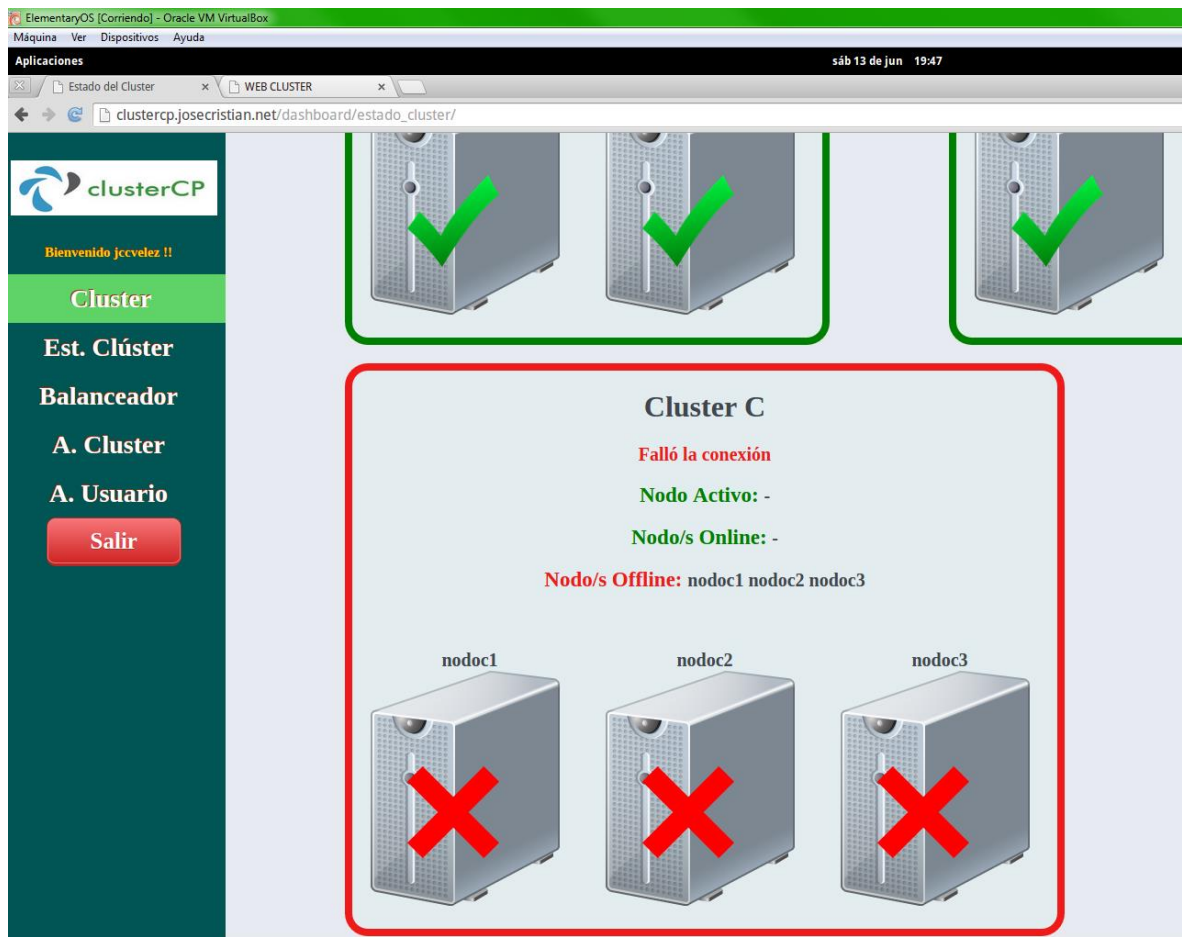 ElementaryOS [Corriendo] - Oracle VM VirtualBox
Máquina Ver Dispositivos Ayuda
Aplicaciones sáb 13 de jun 19:47
Estado del Cluster x WEB CLUSTER x
clustercp.josecristian.net/dashboard/estado_cluster/
clusterCP
Bienvenido jccvelez !!
Cluster
Est. Clúster
Balanceador
A. Cluster
A. Usuario
Salir
Cluster C
Falló la conexión
Nodo Activo: -
Nodo/s Online: -
Nodo/s Offline: nodoc1 nodoc2 nodoc3
nodoc1 nodoc2 nodoc3